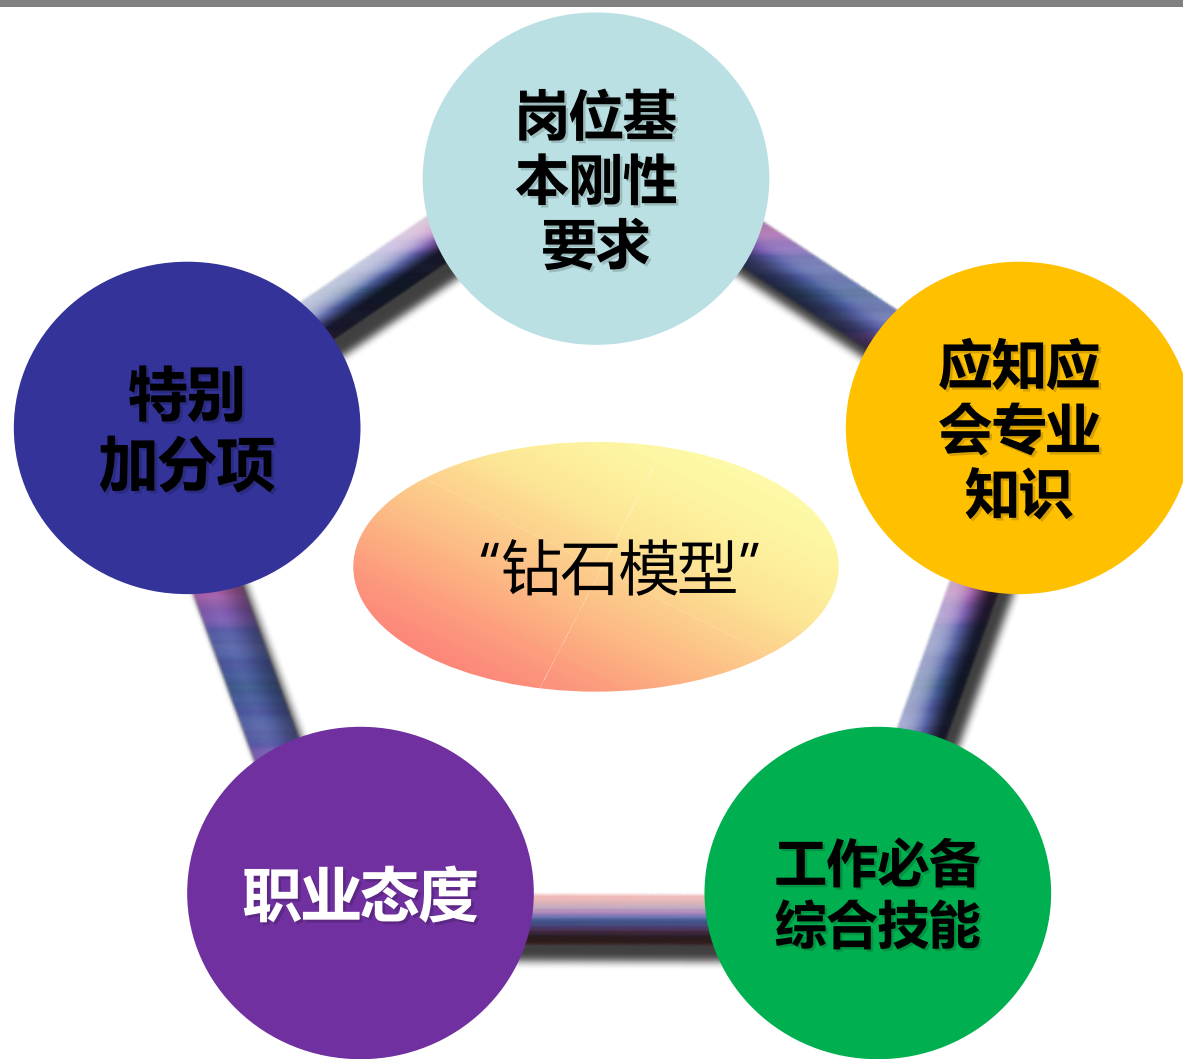 岗位基
本刚性
要求
特别
加分项
应知应
会专业
知识
“钻石模型”
职业态度
工作必备
综合技能